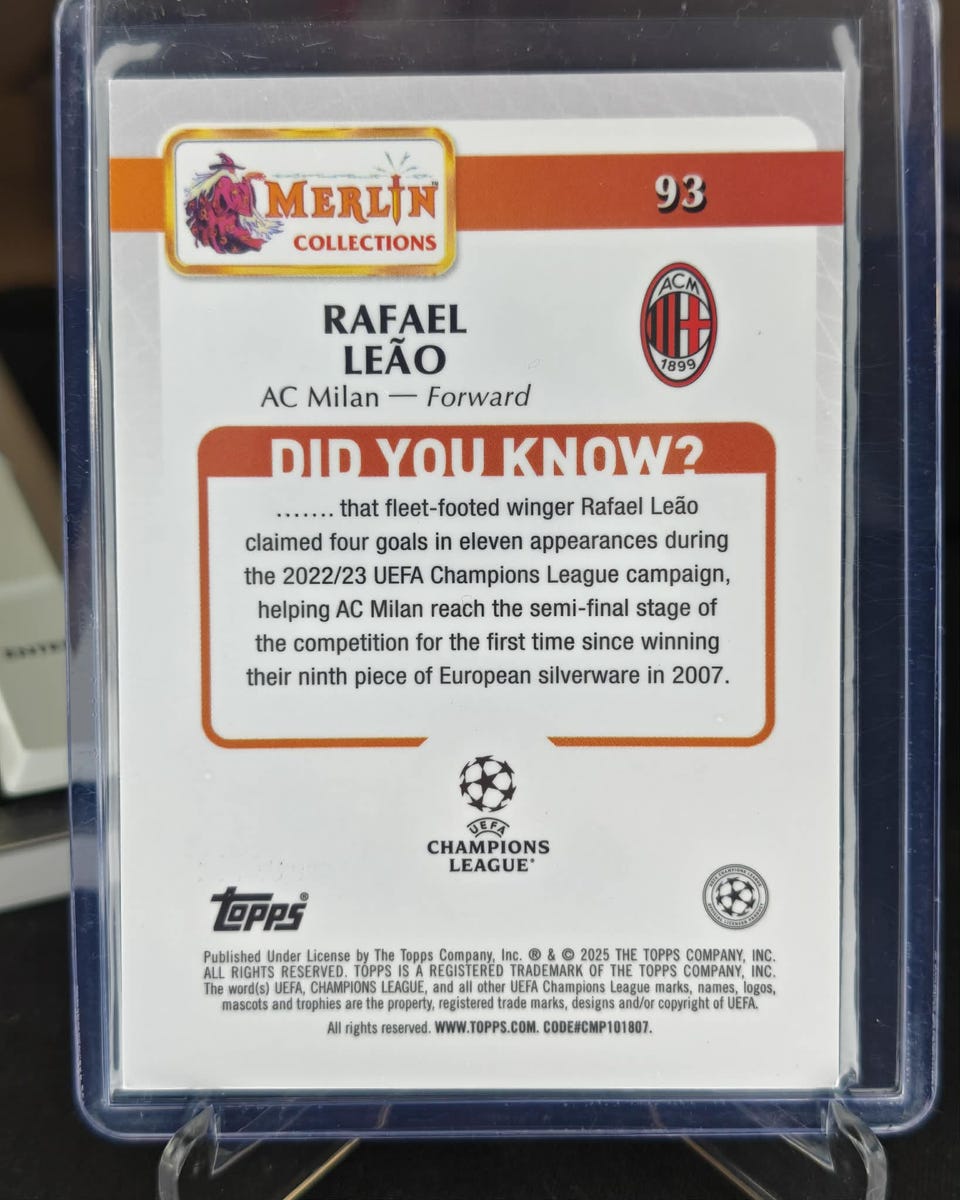 MERLIN™
COLLECTIONS
93
ACM
1899
RAFAEL
LEÃO
AC Milan — Forward
DID YOU KNOW?
....... that fleet-footed winger Rafael Leão
claimed four goals in eleven appearances during
the 2022/23 UEFA Champions League campaign,
helping AC Milan reach the semi-final stage of
the competition for the first time since winning
their ninth piece of European silverware in 2007.
UEFA
CHAMPIONS
LEAGUE®
Topps®
Published Under License by The Topps Company, Inc. ® & © 2025 THE TOPPS COMPANY, INC.
ALL RIGHTS RESERVED. TOPPS IS A REGISTERED TRADEMARK OF THE TOPPS COMPANY, INC.
The word(s) UEFA, CHAMPIONS LEAGUE, and all other UEFA Champions League marks, names, logos,
mascots and trophies are the property, registered trade marks, designs and/or copyright of UEFA.
All rights reserved. WWW.TOPPS.COM. CODE#CMP101807.